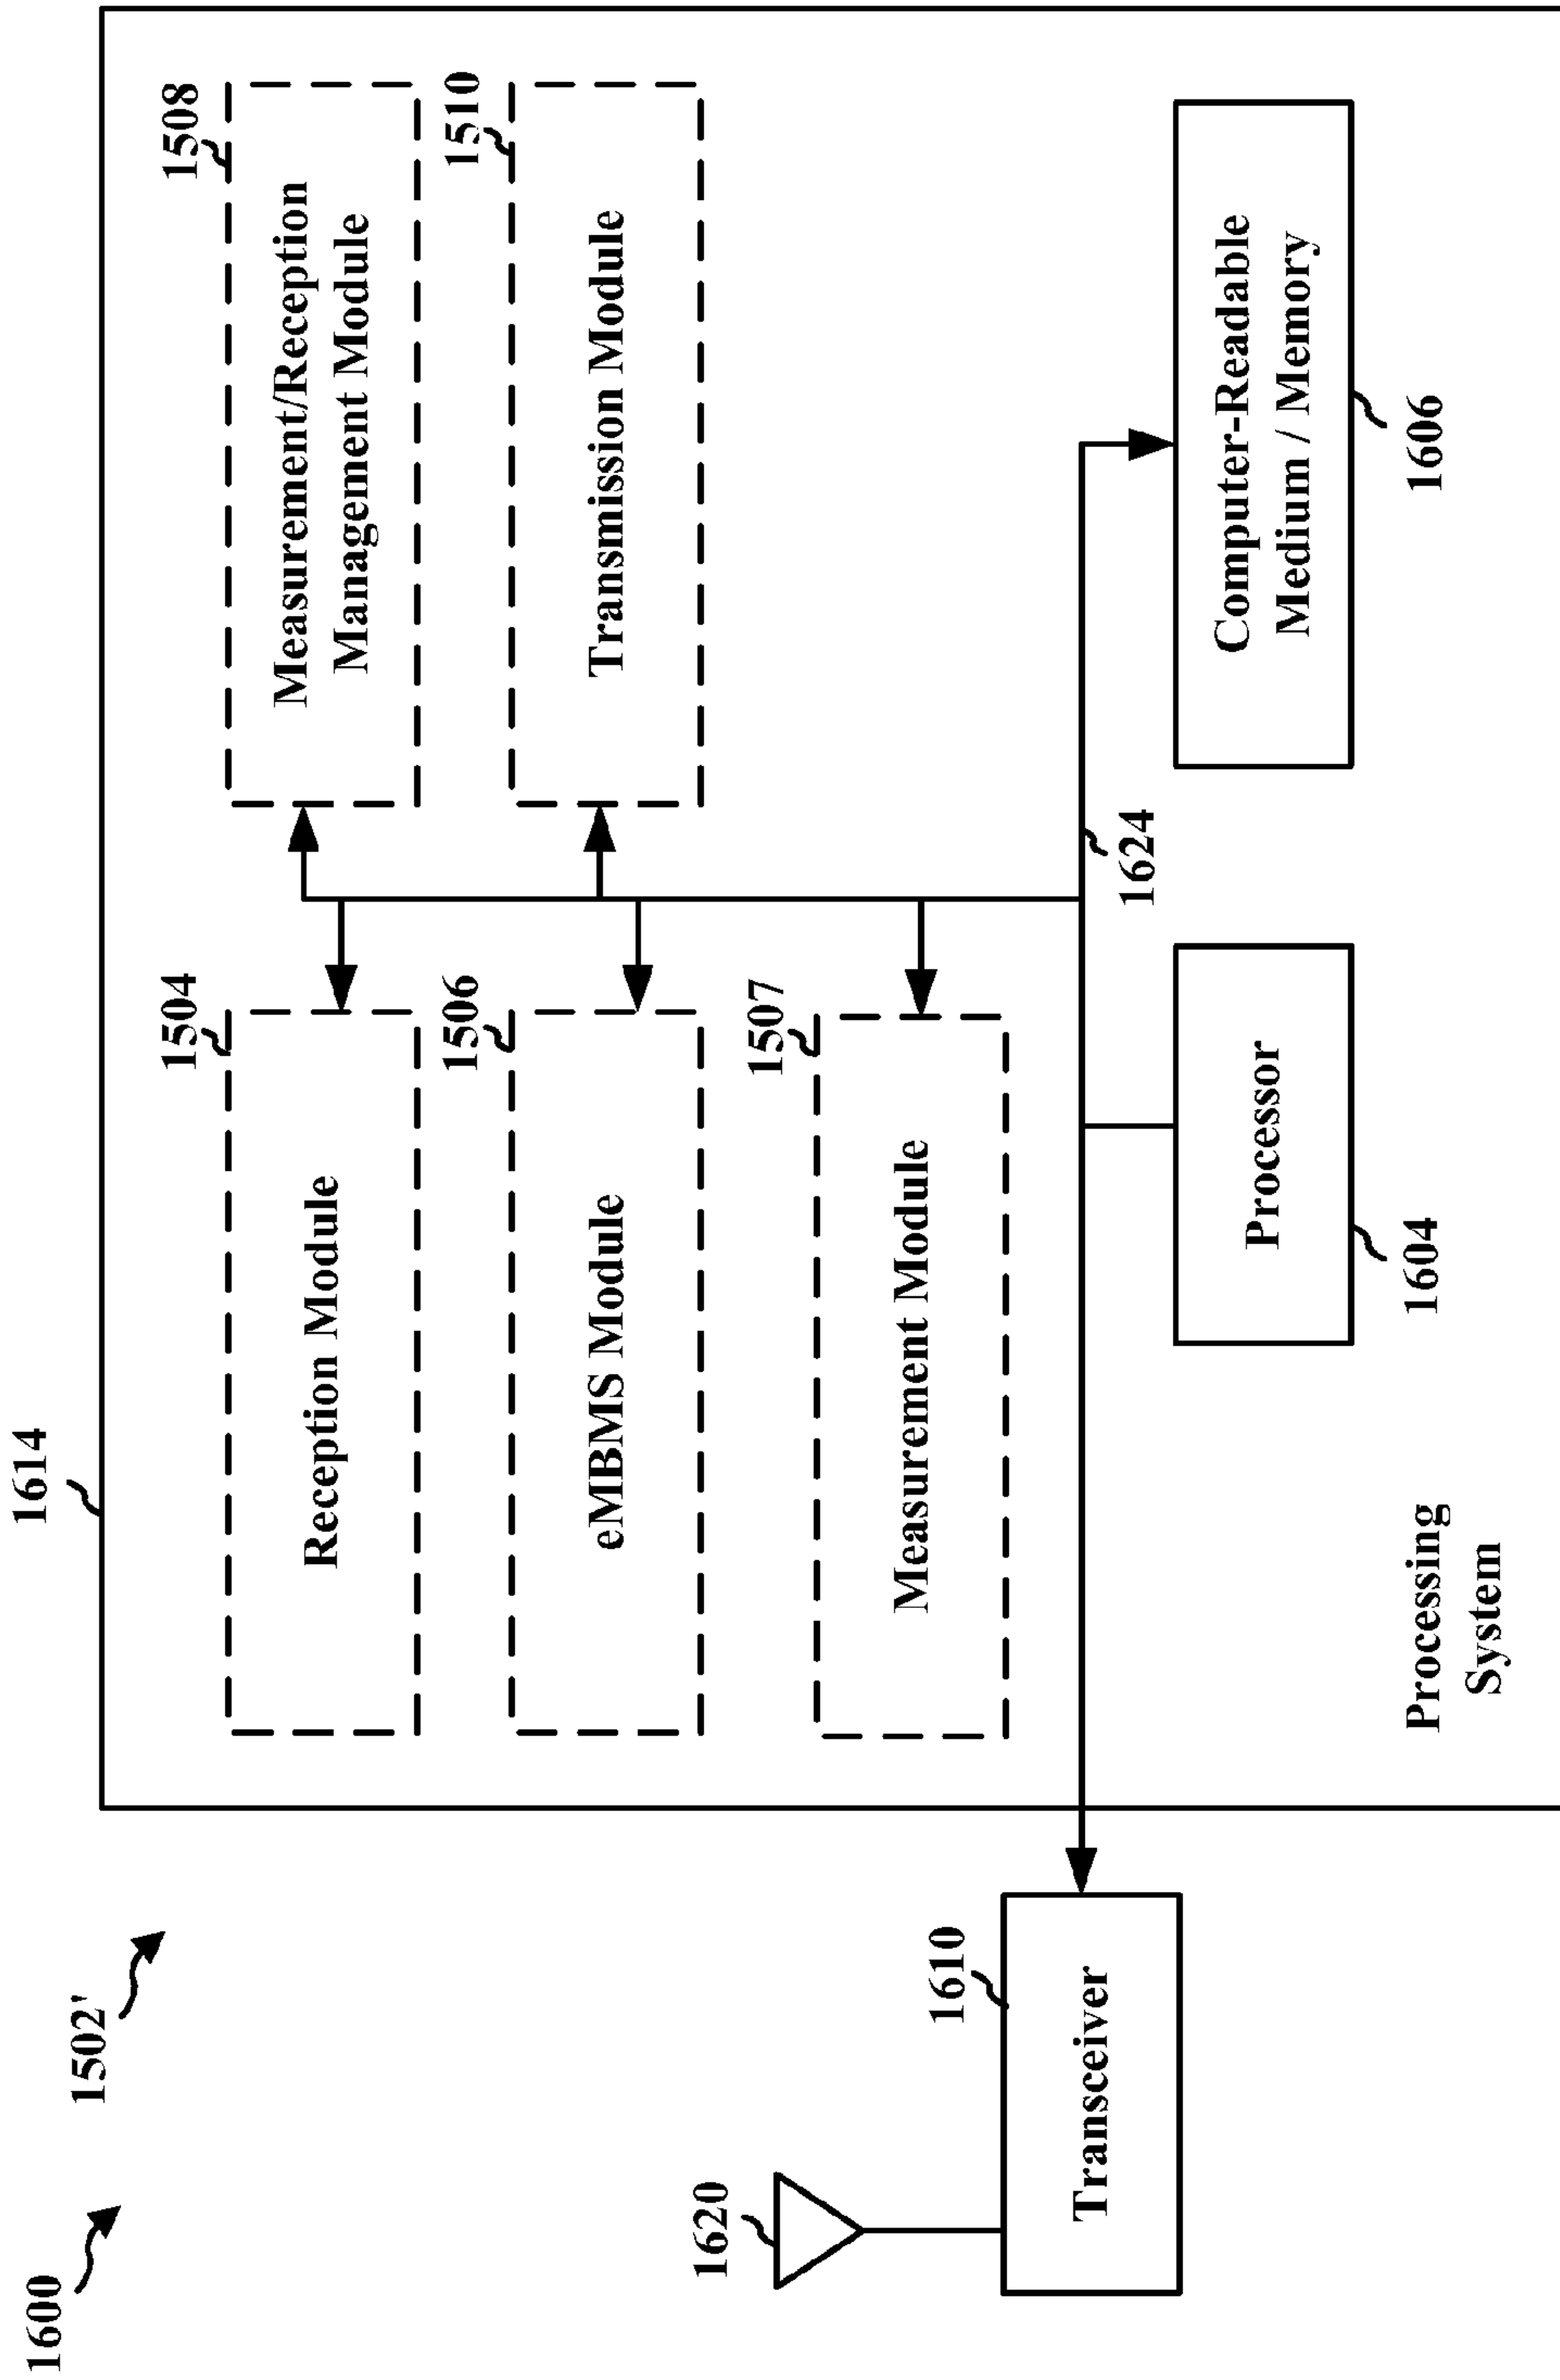 1600
1502'
1614
1504
Reception Module
1508
Measurement/Reception
Management Module
1506
eMBMS Module
1510
Transmission Module
1507
Measurement Module
1620
1610
Transceiver
1624
Processor
1604
Computer-Readable
Medium / Memory
1606
Processing
System